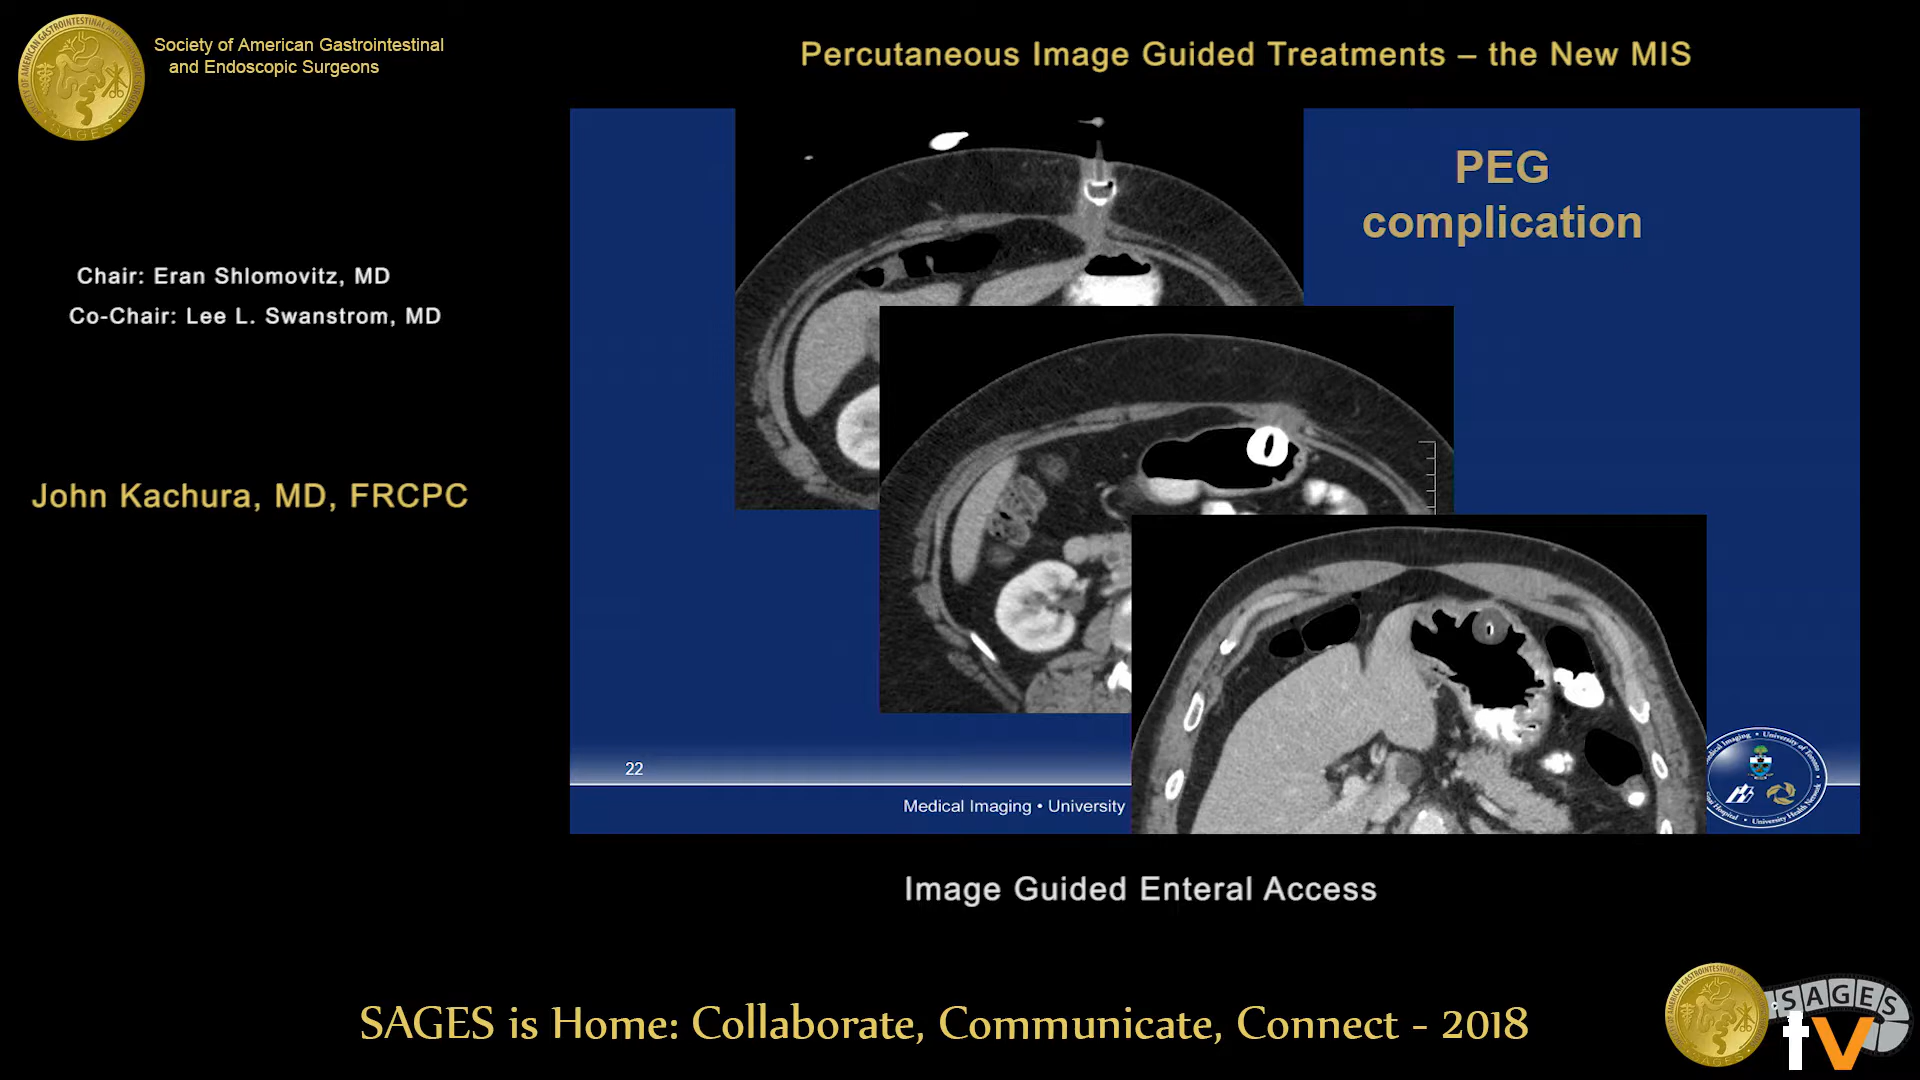 Society of American Gastrointestinal
and Endoscopic Surgeons
Percutaneous Image Guided Treatments – the New MIS
Chair: Eran Shlomovitz, MD
Co-Chair: Lee L. Swanstrom, MD
John Kachura, MD, FRCPC
PEG
complication
22
Medical Imaging • University
Image Guided Enteral Access
SAGES is Home: Collaborate, Communicate, Connect - 2018
SAGES
tv